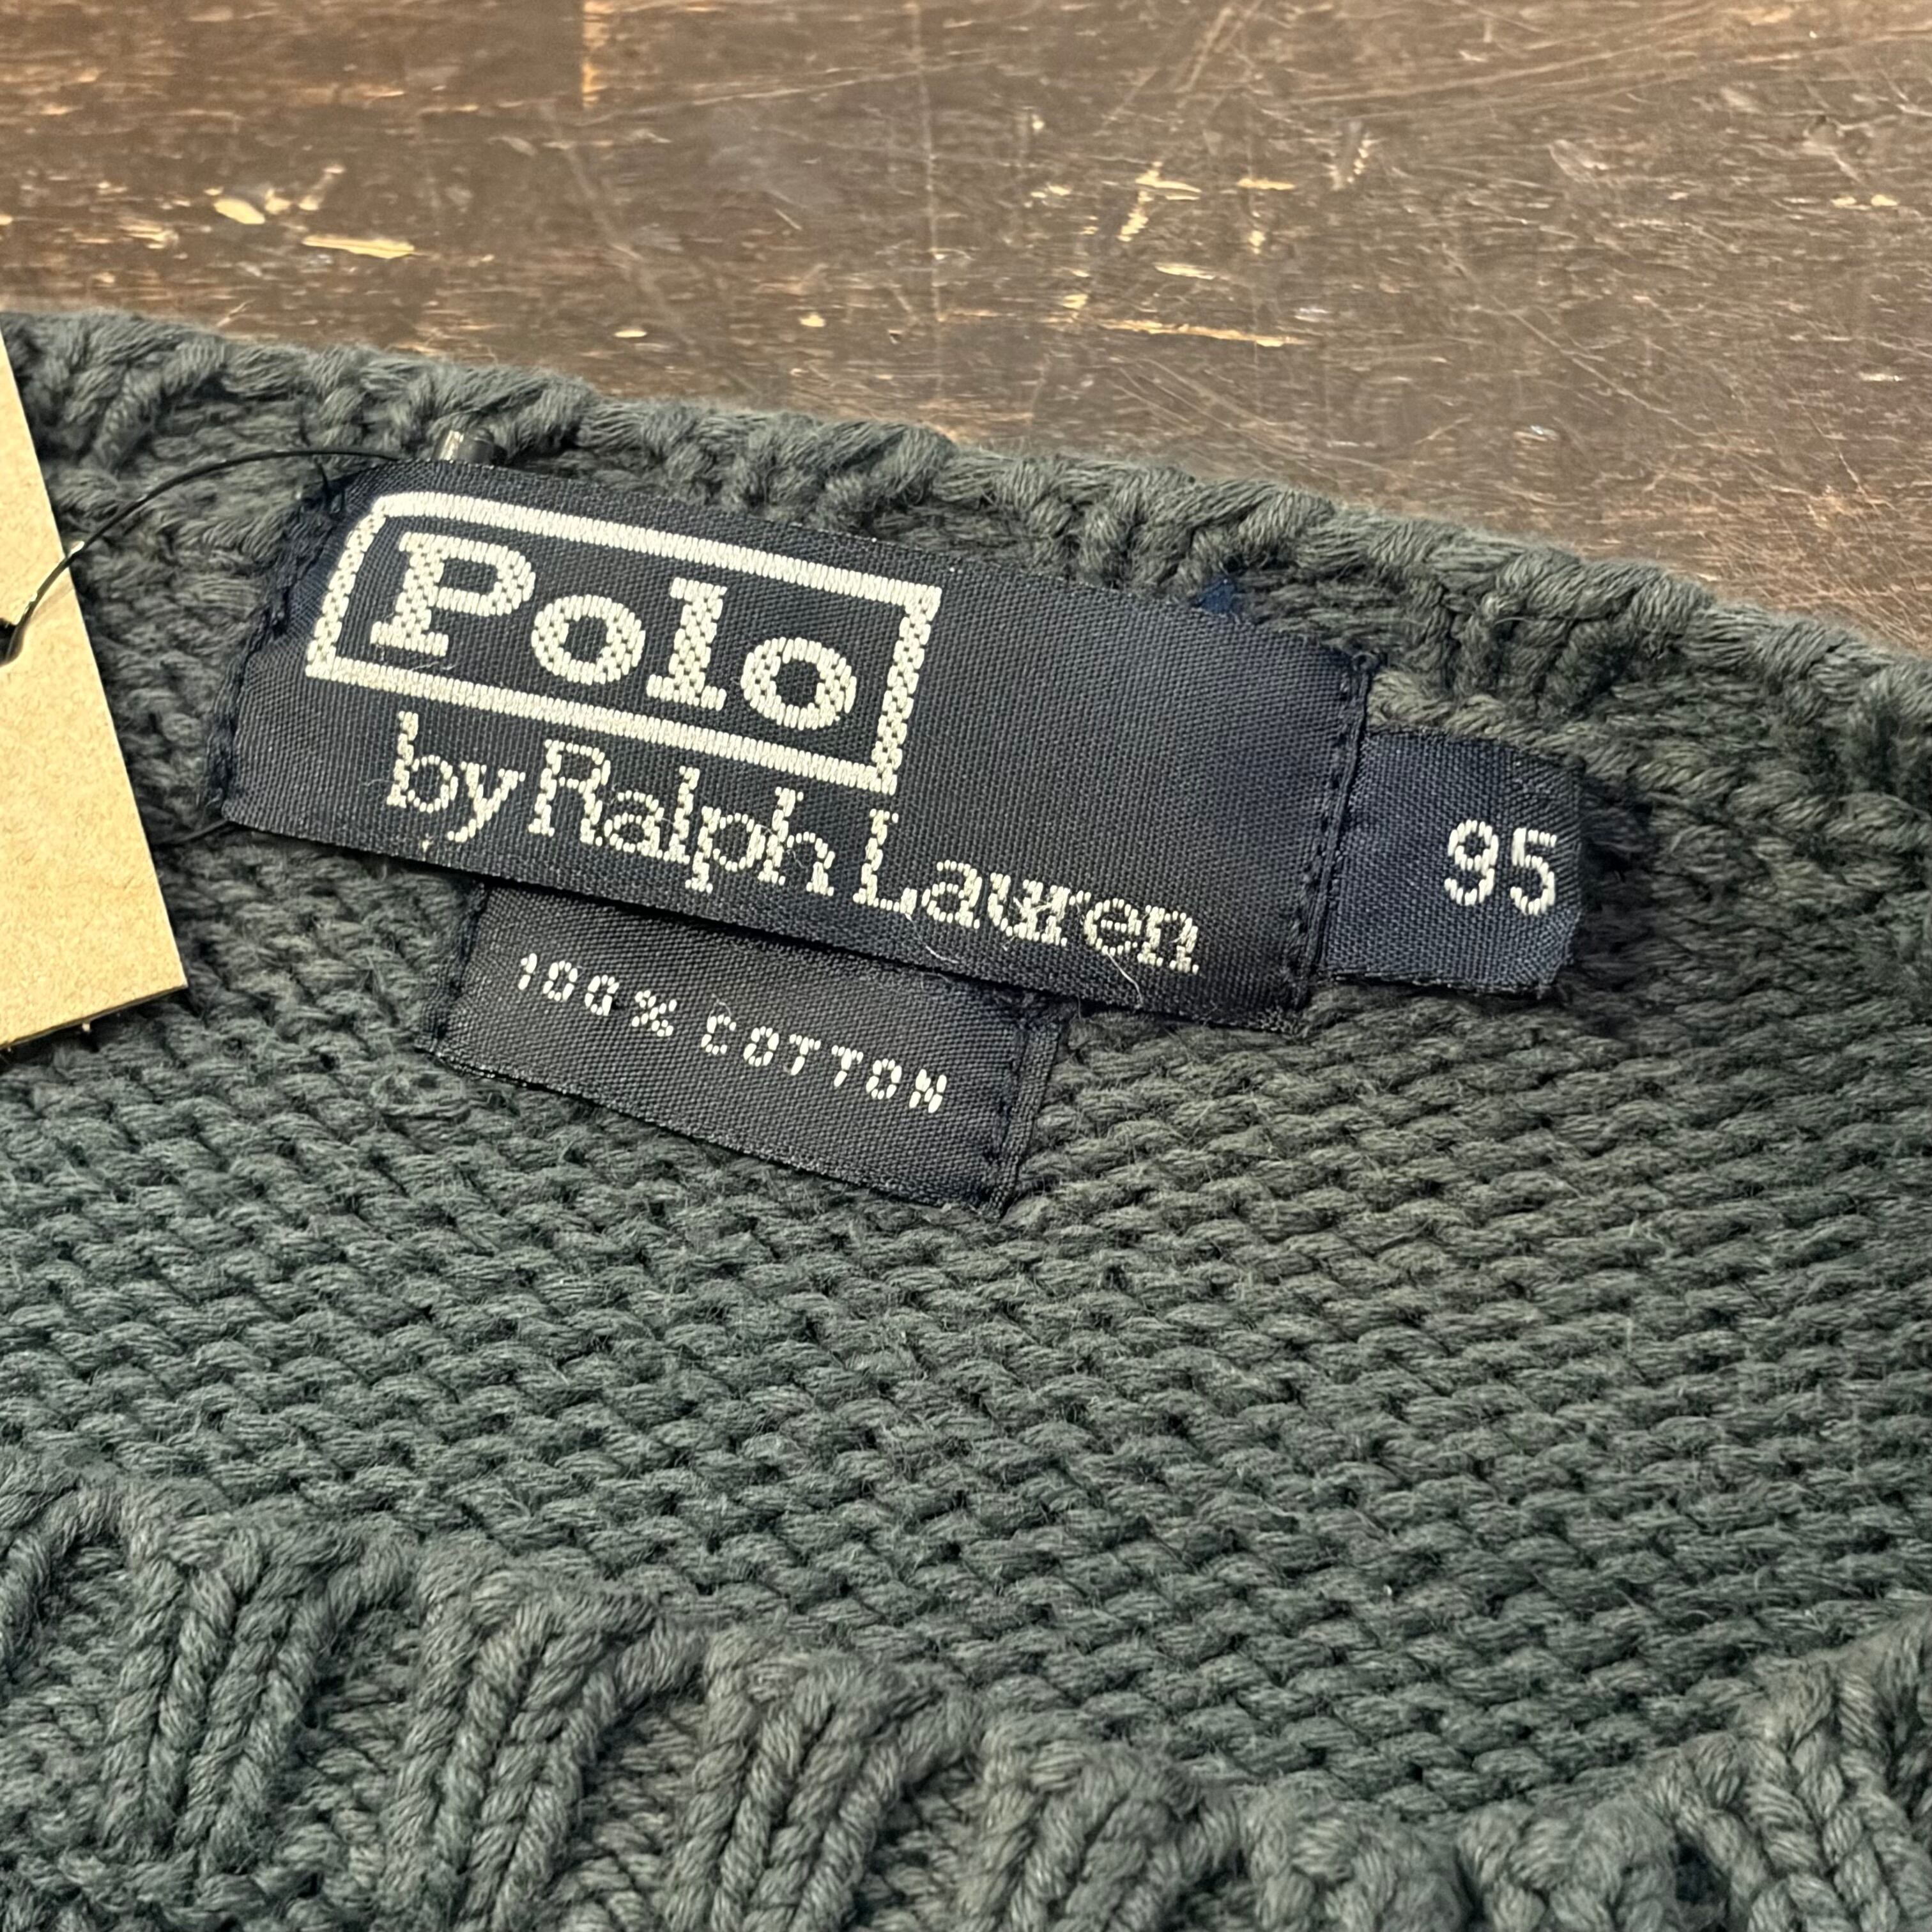 Polo
by Ralph Lauren
95
100% COTTON